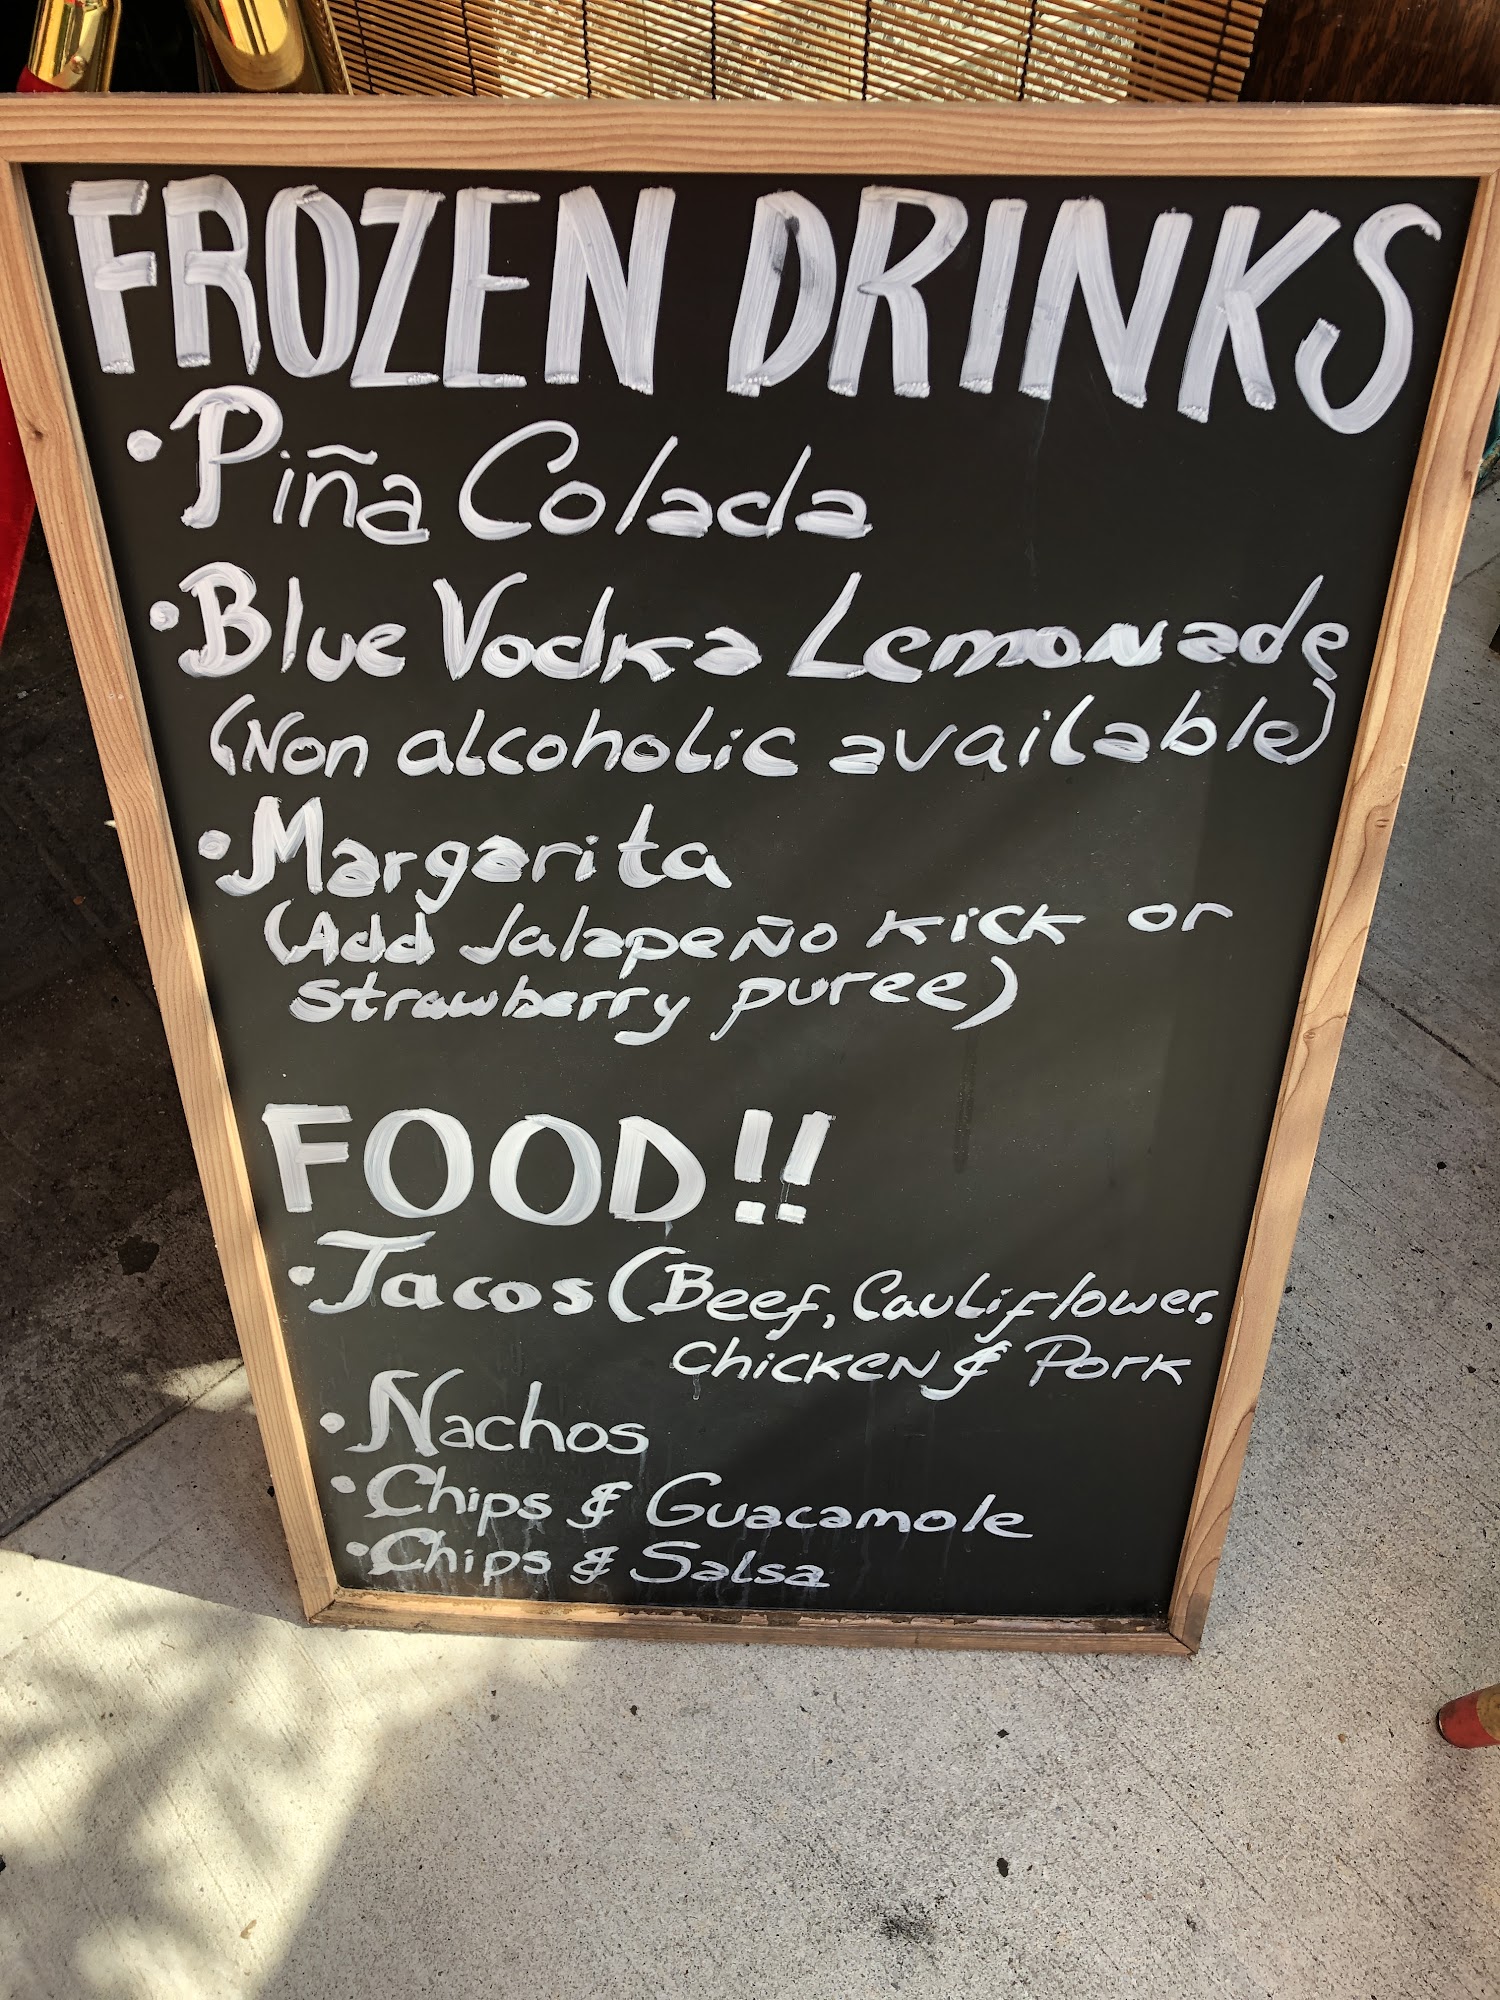 FROZEN DRINKS
• Piña Colada
• Blue Vodka Lemonade
(Non alcoholic available)
• Margarita
(Add Jalapeño kick or
strawberry puree)
FOOD!!
• Tacos (Beef, Cauliflower,
chicken & Pork
• Nachos
• Chips & Guacamole
• Chips & Salsa